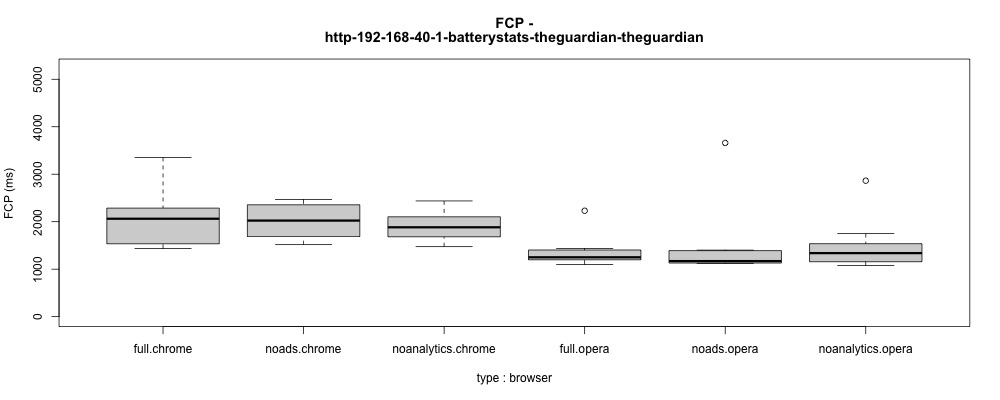 FCP -
http-192-168-40-1-batterystats-theguardian-theguardian
5000
4000
3000
2000
1000
0
FCP (ms)
full.chrome
noads.chrome
noanalytics.chrome
full.opera
noads.opera
noanalytics.opera
type : browser